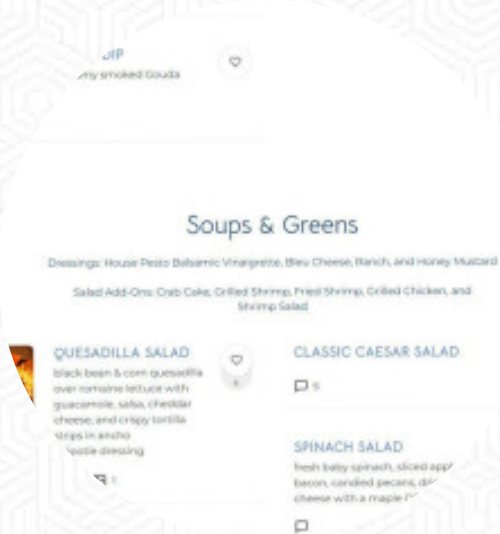 smoked Gouda
Soups & Greens
Dressings: House Pesto Balsamic Vinaigrette, Bleu Cheese, Ranch, and Honey Mustard
Salad Add-Ons: Crab Cake, Grilled Shrimp, Fried Shrimp, Grilled Chicken, and
Shrimp Salad
QUESADILLA SALAD
black bean & corn quesadilla
over romaine lettuce with
guacamole, salsa, cheddar
cheese, and crispy tortilla
strips in ancho
dressing
1
CLASSIC CAESAR SALAD
5
SPINACH SALAD
fresh baby spinach, sliced
bacon, candied pecans,
cheese with a maple